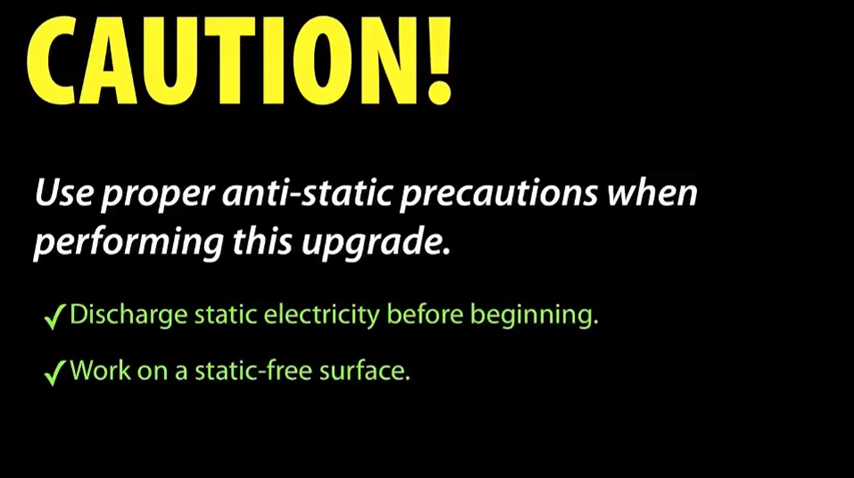 CAUTION!
Use proper anti-static precautions when
performing this upgrade.
✓Discharge static electricity before beginning.
✓Work on a static-free surface.